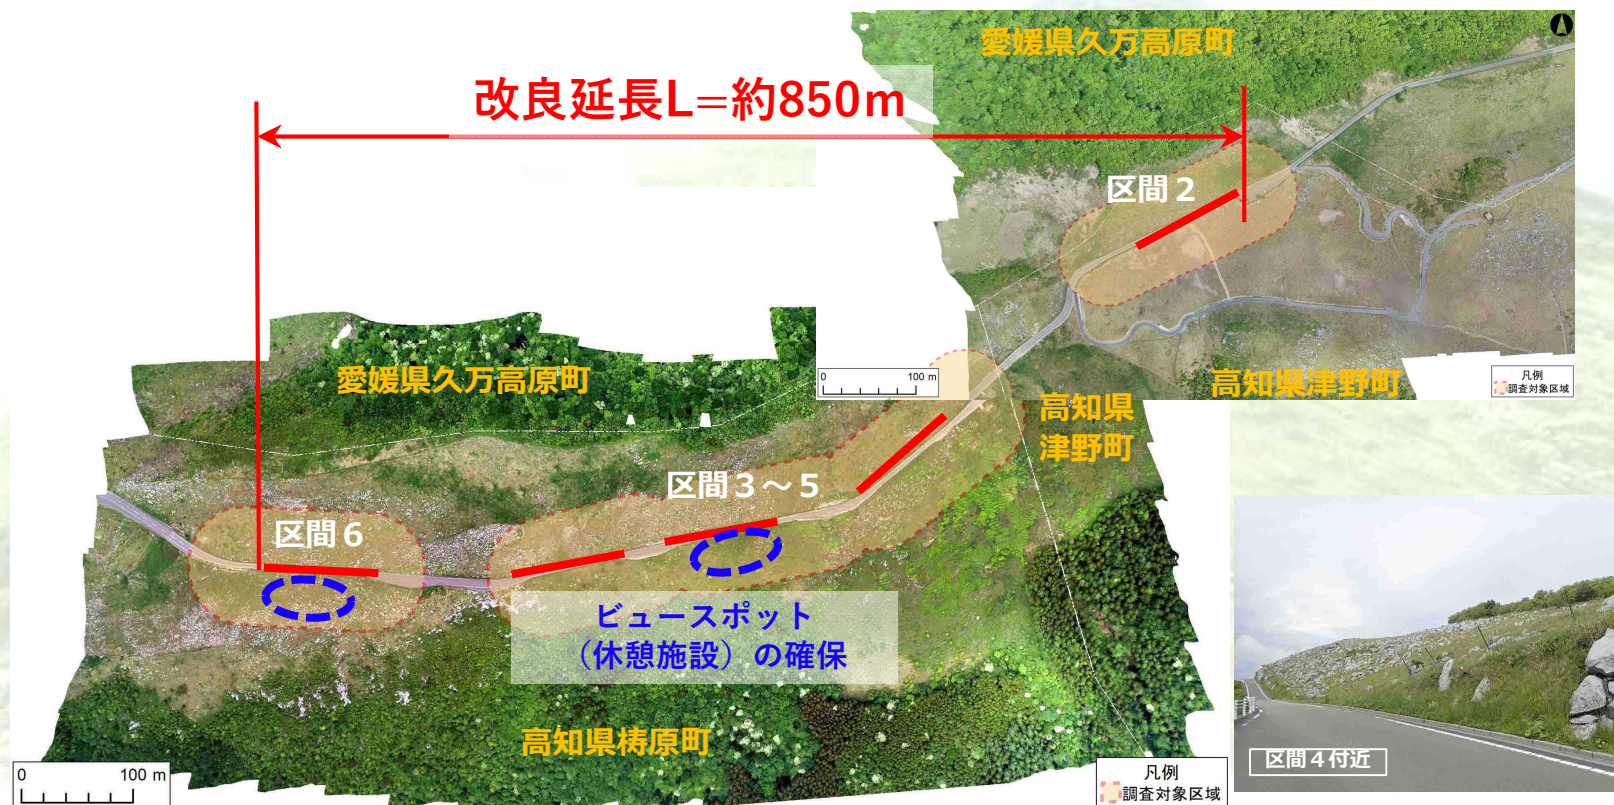 愛媛県久万高原町
改良延長L=約850m
区間２
0 100 m
高知県津野町
凡例
調査対象区域
愛媛県久万高原町
高知県
津野町
区間３～５
区間６
ビュースポット
（休憩施設）の確保
高知県梼原町
区間４付近
0 100 m
凡例
調査対象区域